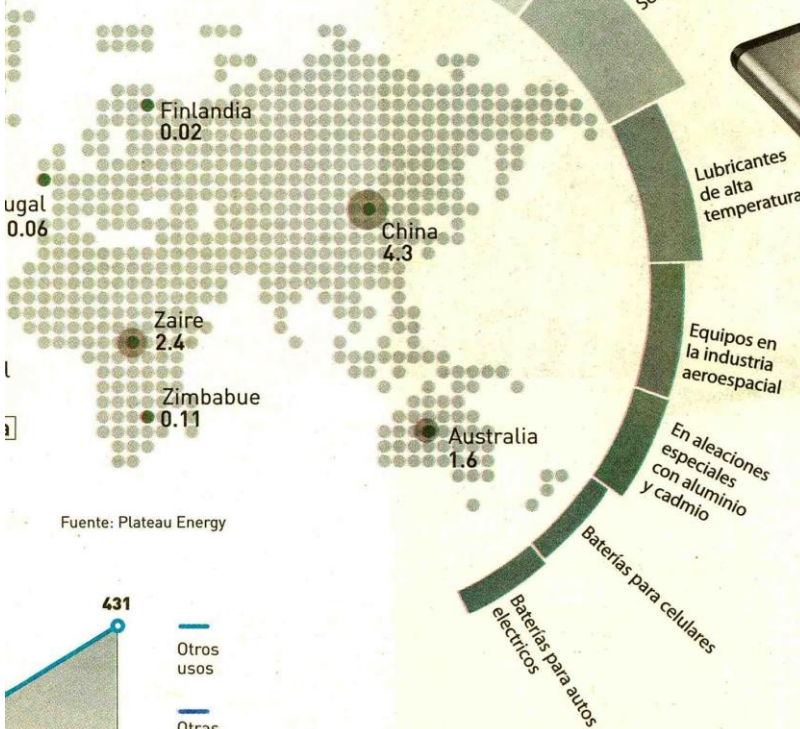 Finlandia
0.02
ugal
0.06
China
4.3
Zaire
2.4
Zimbabue
0.11
Australia
1.6
Fuente: Plateau Energy
Lubricantes
de alta
temperatura
Equipos en
la industria
aeroespacial
En aleaciones
especiales
con aluminio
y cadmio
Baterías para celulares
Baterías para autos
electricos
431
Otros
usos
Otras